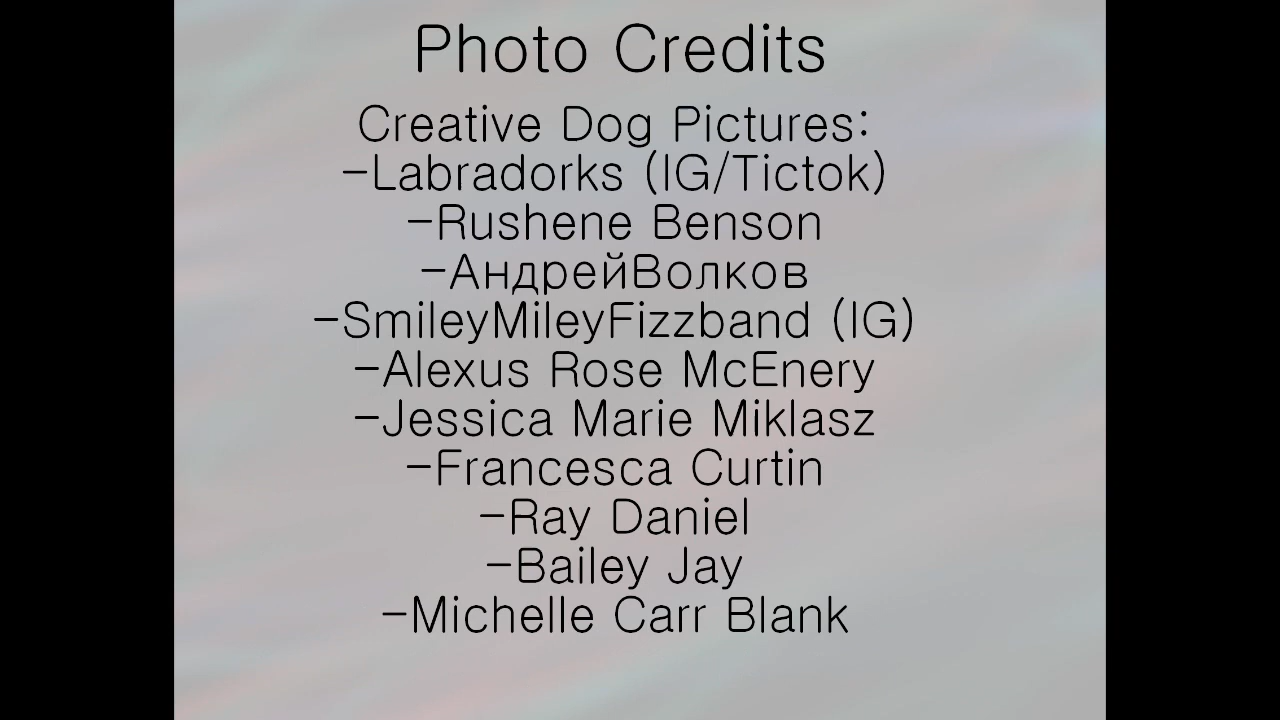 Photo Credits
Creative Dog Pictures:
-Labradorks (IG/Tictok)
-Rushene Benson
-АндрейВолков
-SmileyMileyFizzband (IG)
-Alexus Rose McEnery
-Jessica Marie Miklasz
-Francesca Curtin
-Ray Daniel
-Bailey Jay
-Michelle Carr Blank